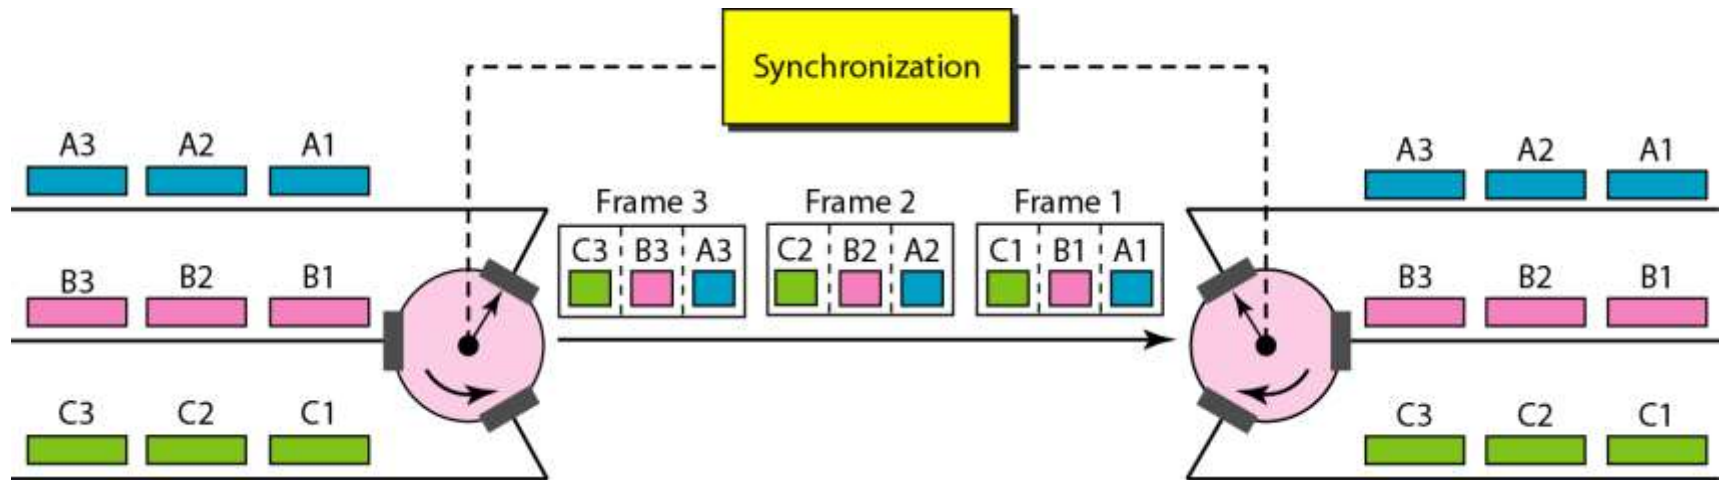 Synchronization
A3 A2 A1
A3 A2 A1
Frame 3 Frame 2 Frame 1
C3 B3 A3 C2 B2 A2 C1 B1 A1
B3 B2 B1
B3 B2 B1
C3 C2 C1
C3 C2 C1